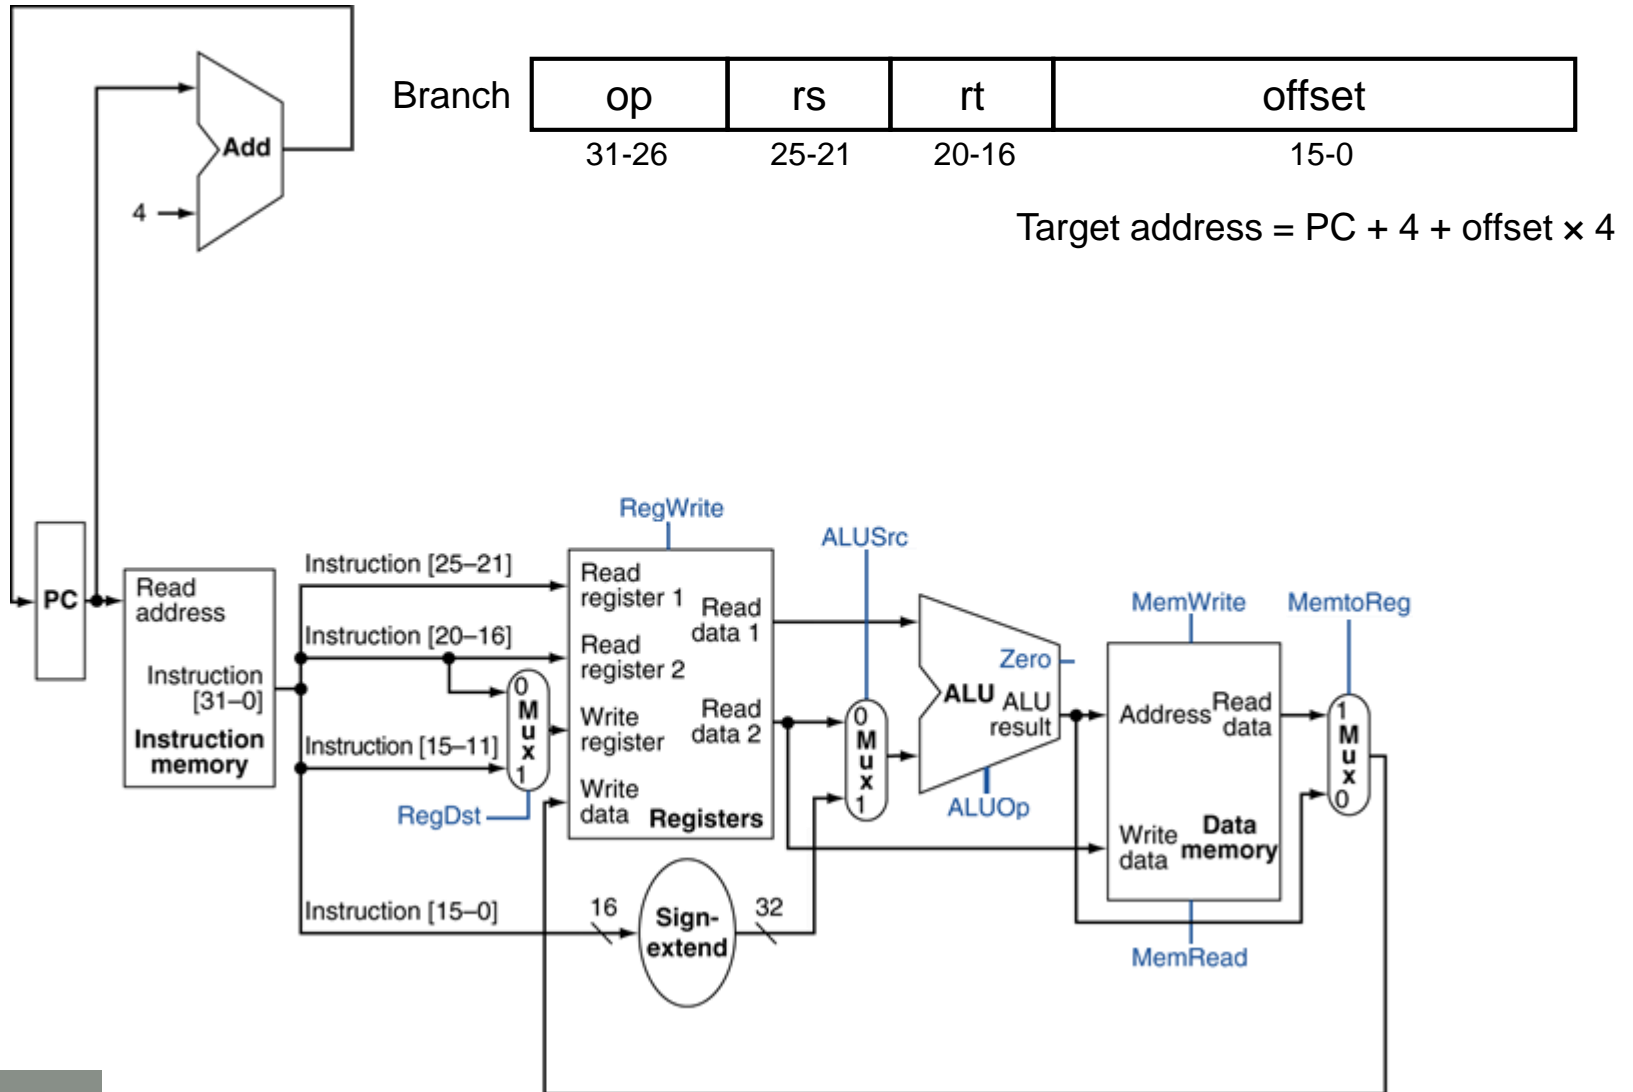 Branch
op
rs
rt
offset
31-26
25-21
20-16
15-0
Target address = PC + 4 + offset × 4
Add
4
PC
Read
address
Instruction
[31–0]
Instruction
memory
Instruction [25–21]
Instruction [20–16]
Instruction [15–11]
Instruction [15–0]
0
M
u
x
1
RegDst
RegWrite
Read
register 1
Read
register 2
Write
register
Write
data
Read
data 1
Read
data 2
Registers
16
Sign-
extend
32
ALUSrc
0
M
u
x
1
Zero
ALU
ALU
result
ALUOp
MemWrite
Address
Read
data
Write
data
Data
memory
MemRead
MemtoReg
1
M
u
x
0